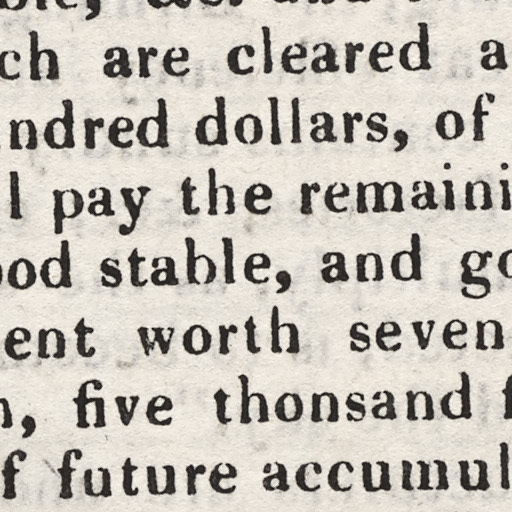 ch are cleared a
ndred dollars, of
l pay the remaini
ood stable, and go
ent worth seven
n, five thonsand f
f future accumul